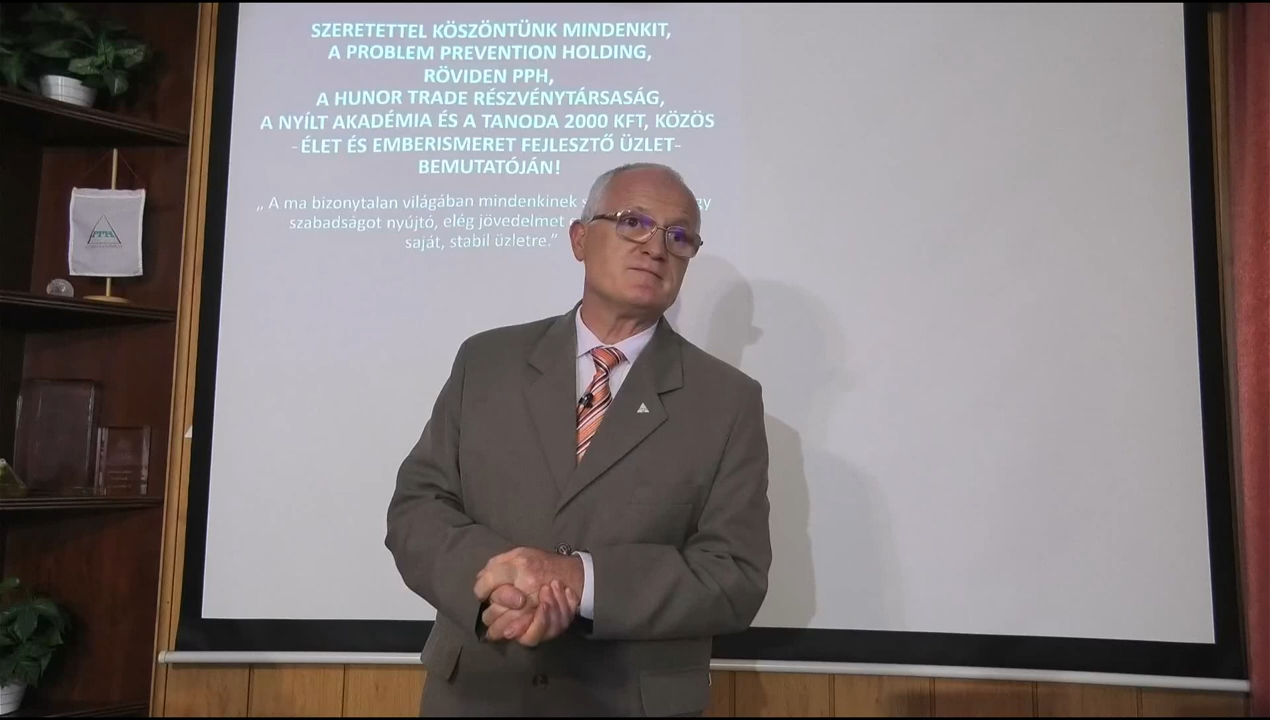 SZERETETTEL KÖSZÖNTÜNK MINDENKIT,
A PROBLEM PREVENTION HOLDING,
RÖVIDEN PPH,
A HUNOR TRADE RÉSZVÉNYTÁRSASÁG,
A NYÍLT AKADÉMIA ÉS A TANODA 2000 KFT, KÖZÖS
-ÉLET ÉS EMBERISMERET FEJLESZTŐ ÜZLET-
BEMUTATÓJÁN!
„ A ma bizonytalan világában mindenkinek
szabadságot nyújtó, elég jövedelmet
saját, stabil üzletre.”
PPH